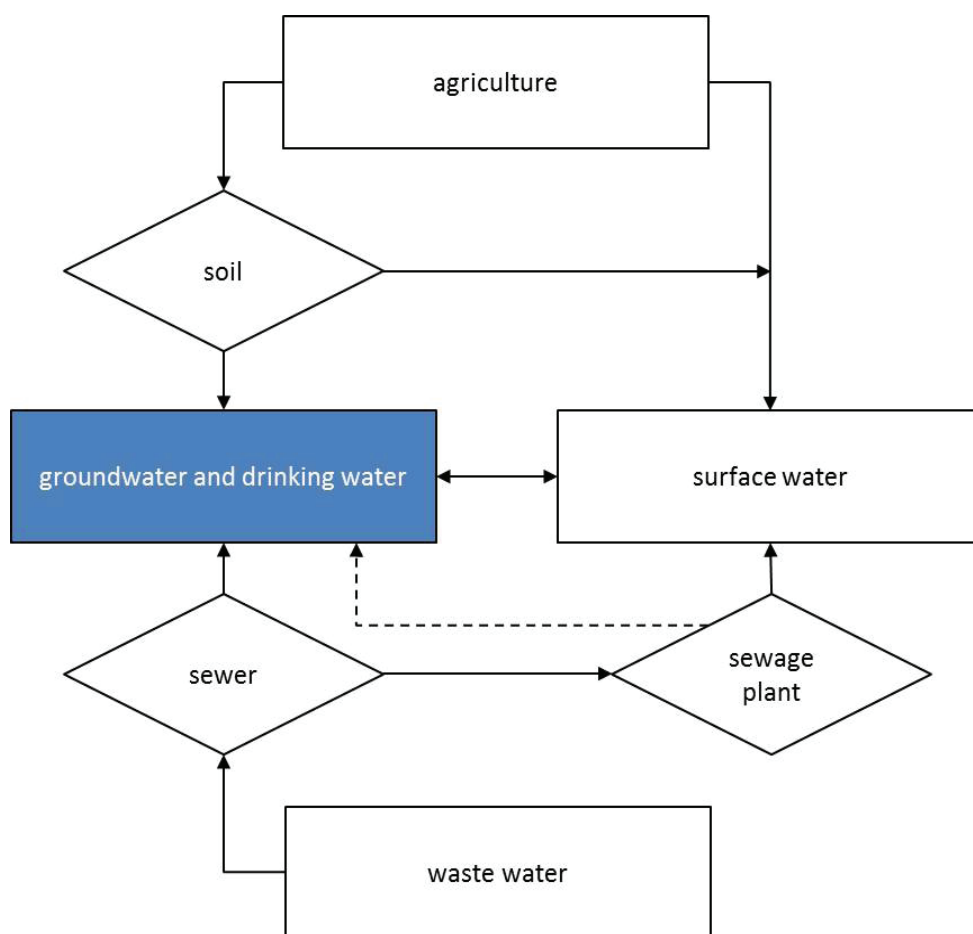 agriculture
soil
groundwater and drinking water
surface water
sewer
sewage
plant
waste water